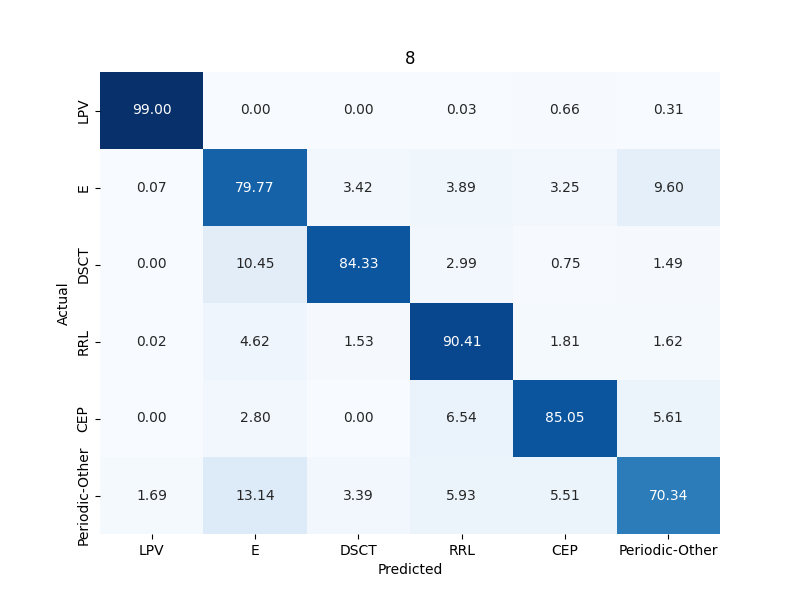 8
LPV 99.00 0.00 0.00 0.03 0.66 0.31
E 0.07 79.77 3.42 3.89 3.25 9.60
DSCT 0.00 10.45 84.33 2.99 0.75 1.49
Actual
RRL 0.02 4.62 1.53 90.41 1.81 1.62
CEP 0.00 2.80 0.00 6.54 85.05 5.61
Periodic-Other 1.69 13.14 3.39 5.93 5.51 70.34
LPV E DSCT RRL CEP Periodic-Other
Predicted